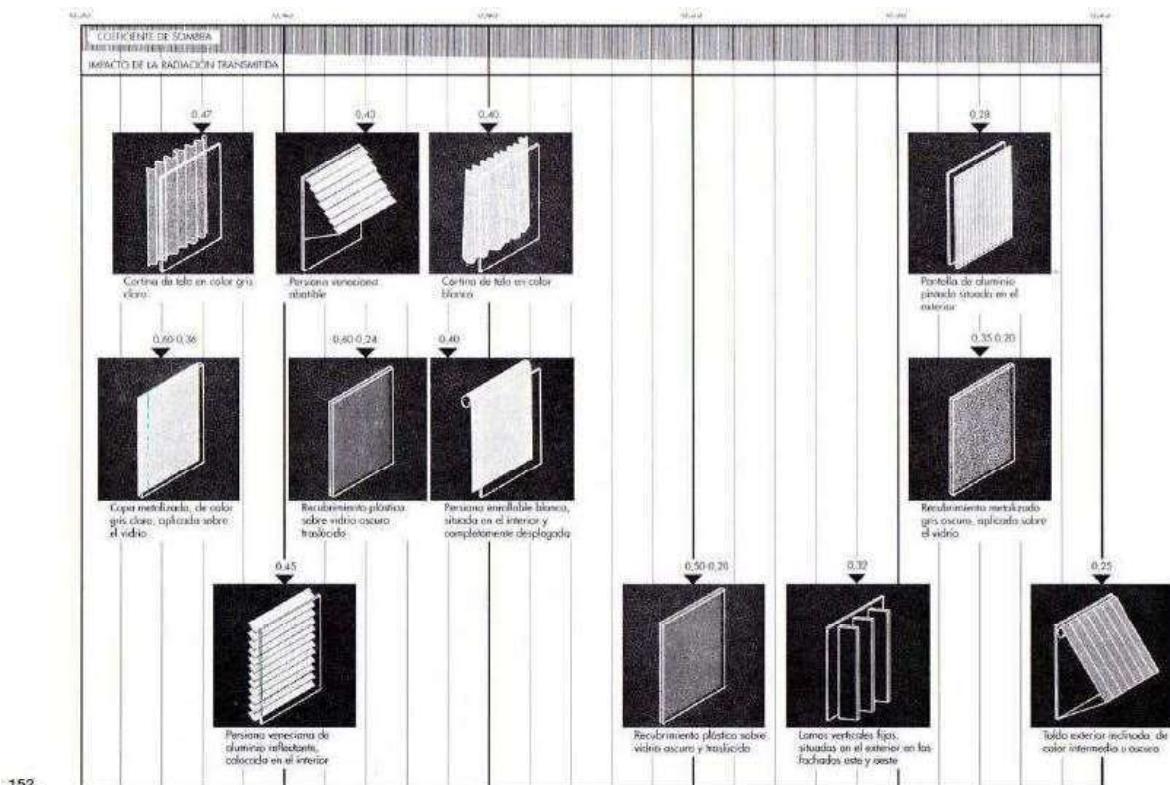 COEFICIENTE DE SOMBRA
IMPACTO DE LA RADIACIÓN TRANSMITIDA
0,47
0,43
0,40
0,28
Cortina de tela en color gris
claro
Persiana veneciana
abatible
Cortina de tela en color
blanco
Pantalla de aluminio
pintado situada en el
exterior
0,60-0,36
0,60-0,24
0,40
0,35-0,20
Capa metalizada, de color
gris claro, aplicada sobre
el vidrio
Recubrimiento plástico
sobre vidrio oscuro
traslúcido
Persiana enrollable blanca,
situada en el interior y
completamente desplegada
Recubrimiento metalizado
gris oscuro, aplicado sobre
el vidrio
0,45
0,50-0,20
0,32
0,25
Persiana veneciana de
aluminio reflectante,
colocada en el interior
Recubrimiento plástico sobre
vidrio oscuro y traslúcido
Lamas verticales fijas,
situadas en el exterior en las
fachadas este y oeste
Toldo exterior inclinado, de
color intermedio u oscuro
152